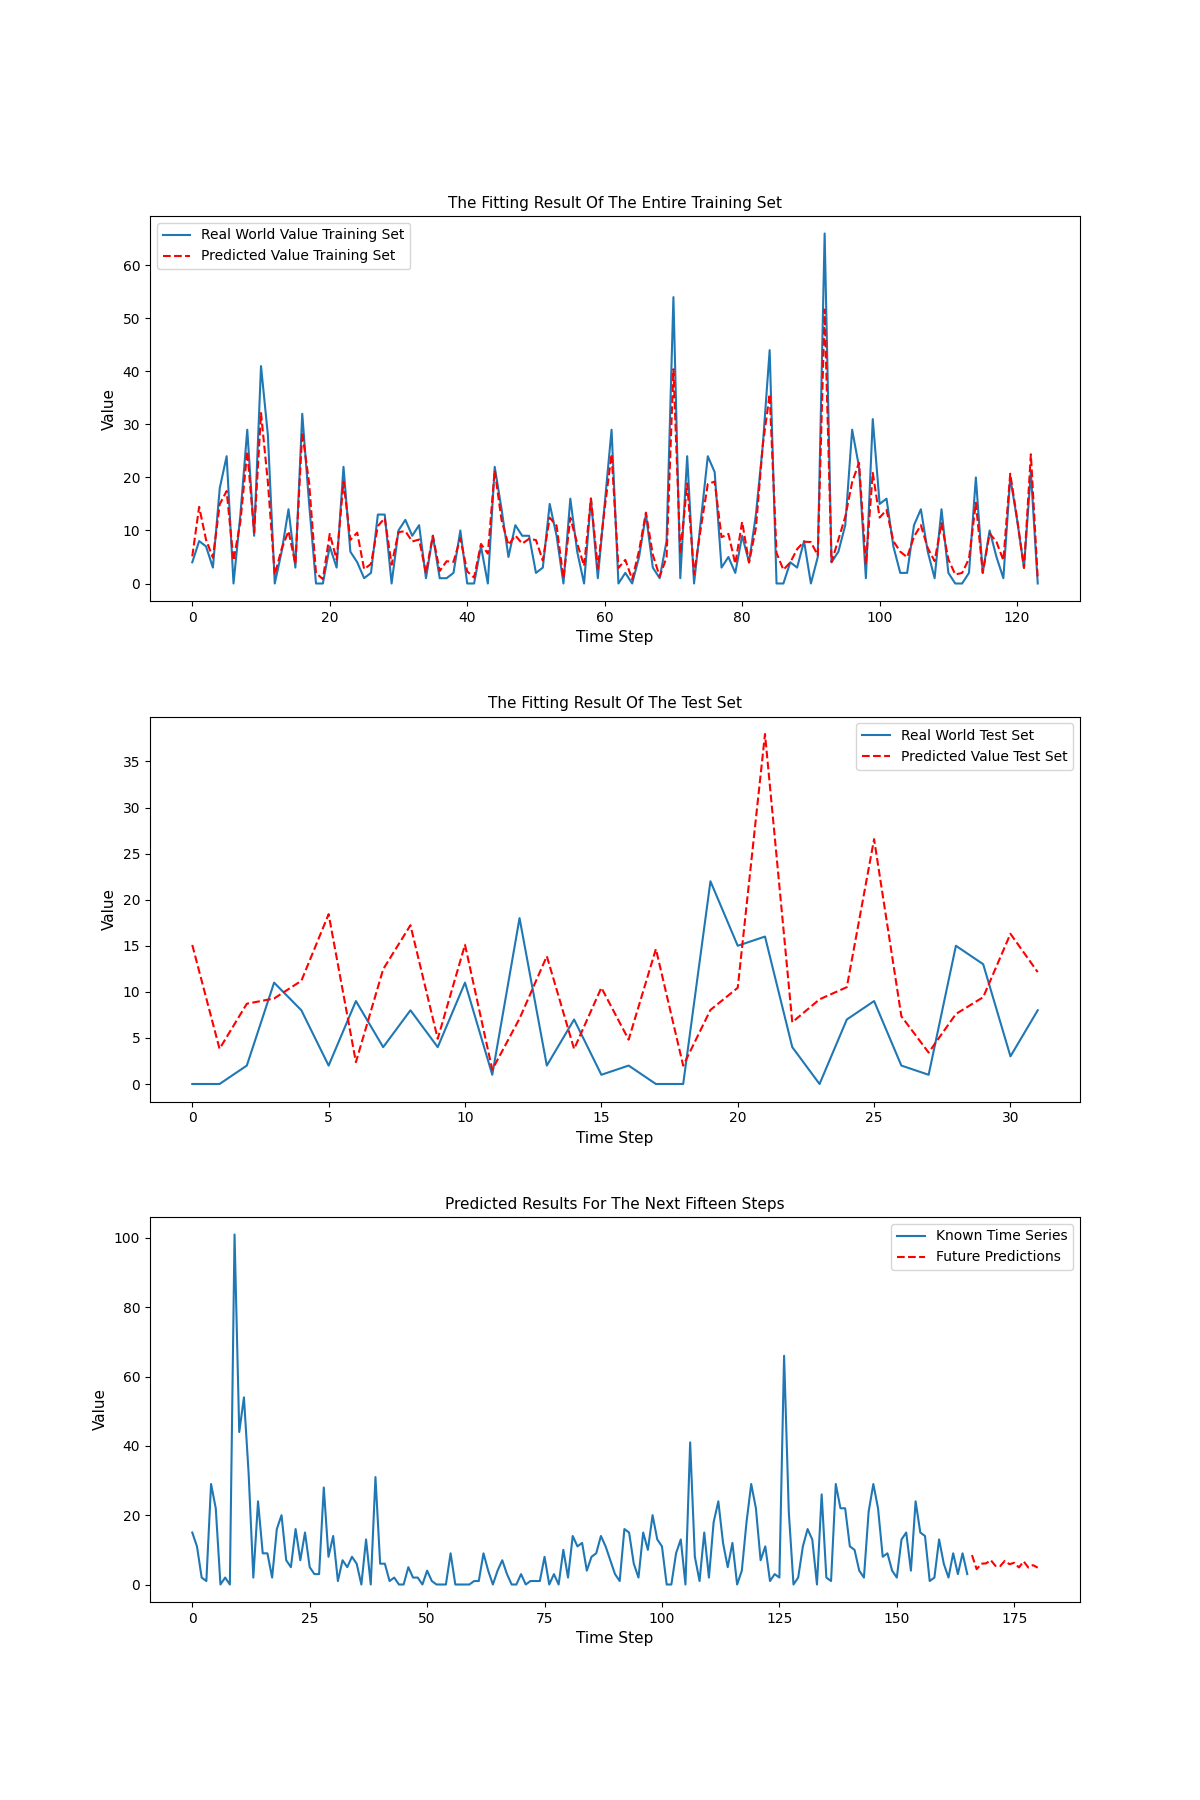 The Fitting Result Of The Entire Training Set
Real World Value Training Set
Predicted Value Training Set
Value
60
50
40
30
20
10
0
0 20 40 60 80 100 120
Time Step
The Fitting Result Of The Test Set
Real World Test Set
Predicted Value Test Set
Value
35
30
25
20
15
10
5
0
0 5 10 15 20 25 30
Time Step
Predicted Results For The Next Fifteen Steps
Known Time Series
Future Predictions
Value
100
80
60
40
20
0
0 25 50 75 100 125 150 175
Time Step